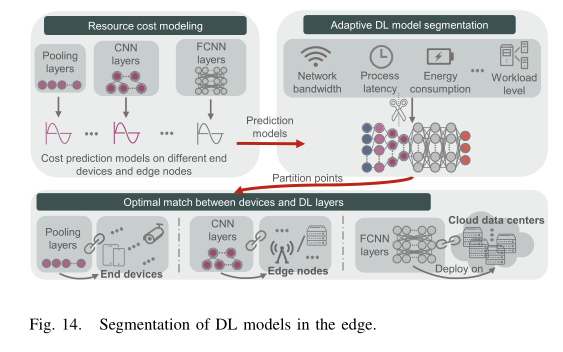 Resource cost modeling
Pooling
layers
CNN
layers
FCNN
layers
...
...
Cost prediction models on different end
devices and edge nodes
Prediction
models
Adaptive DL model segmentation
Network
bandwidth
Process
latency
Energy
consumption
...
Workload
level
Partition points
Optimal match between devices and DL layers
Pooling
layers
...
...
End devices
CNN
layers
...
...
Edge nodes
FCNN
layers
Cloud data centers
Deploy on
Fig. 14. Segmentation of DL models in the edge.